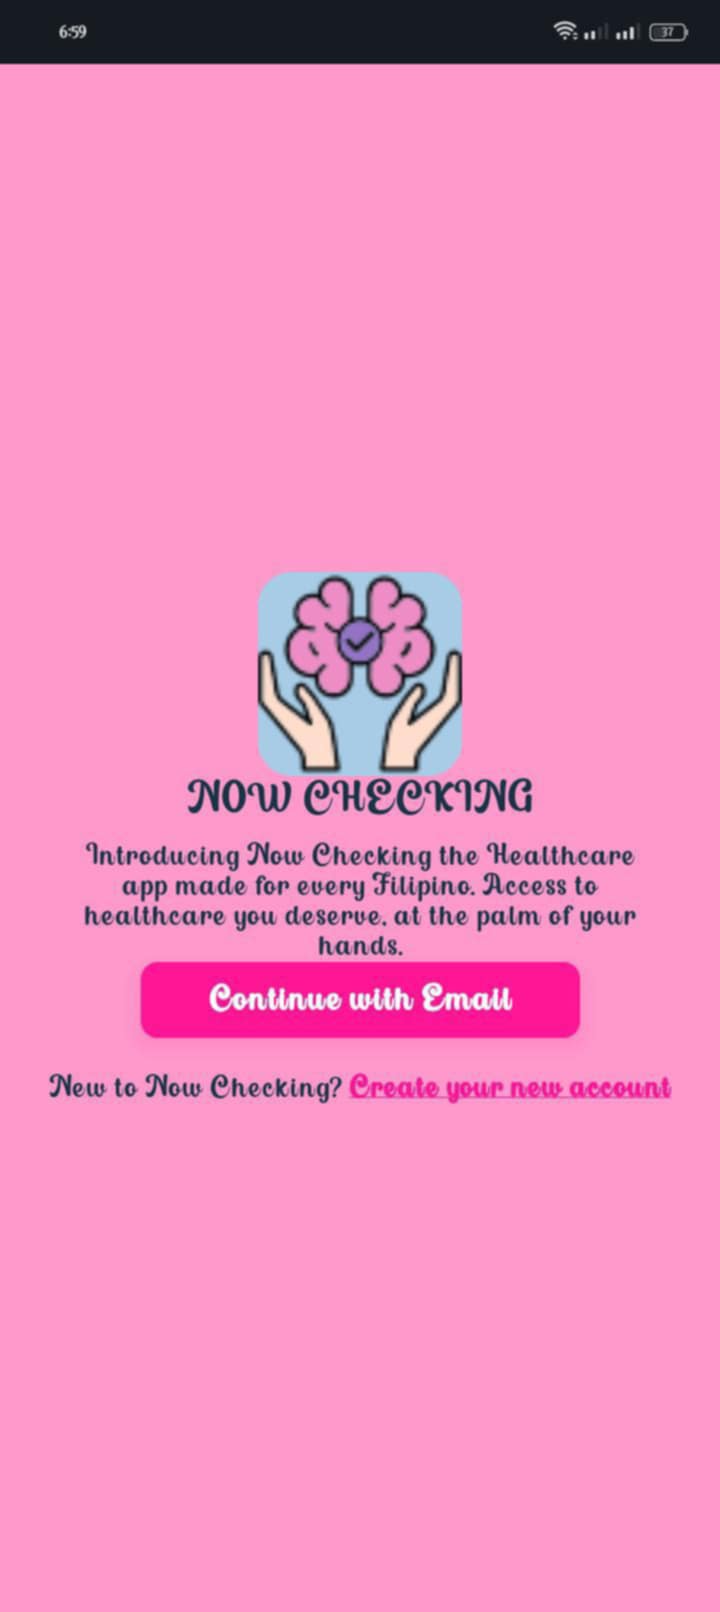 6:59
37
NOW CHECKING
Introducing Now Checking the Healthcare
app made for every Filipino. Access to
healthcare you deserve, at the palm of your
hands.
Continue with Email
New to Now Checking? Create your new account